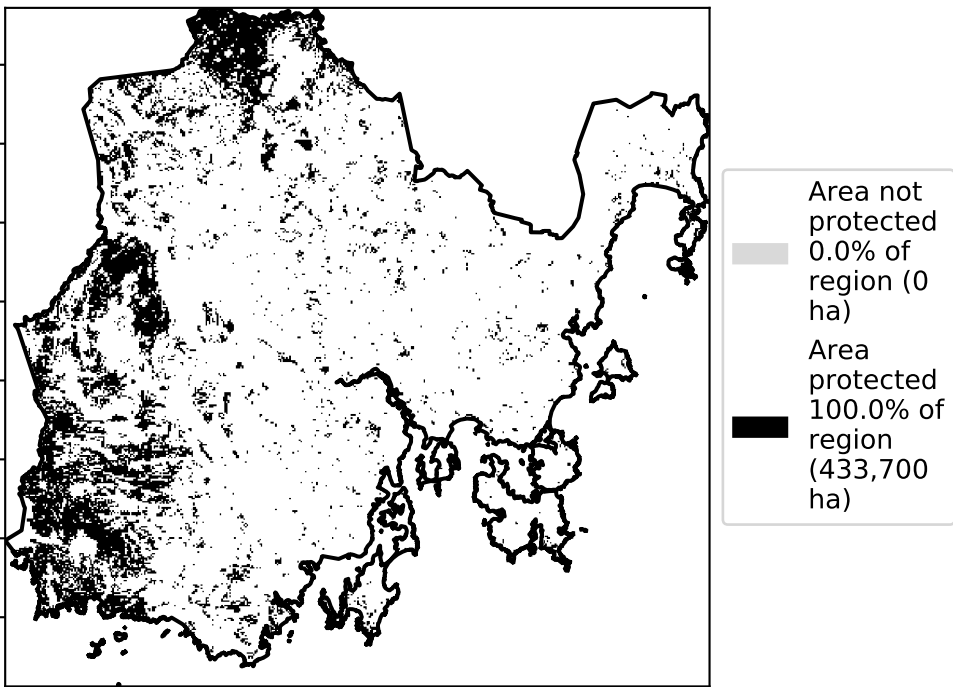 Area not
protected
0.0% of
region (0
ha)
Area
protected
100.0% of
region
(433,700
ha)